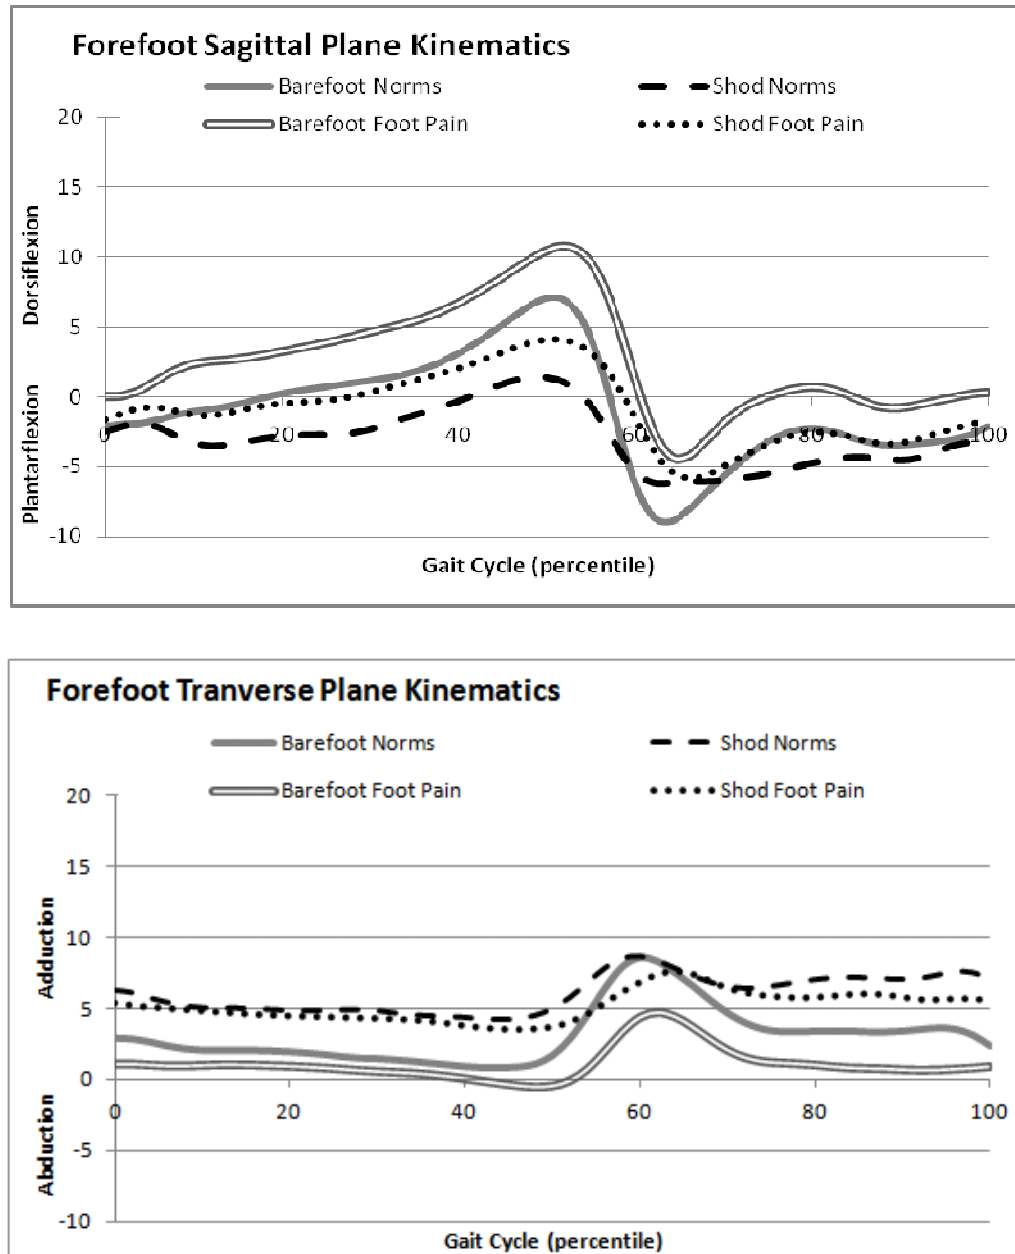 Forefoot Sagittal Plane Kinematics
Barefoot Norms Shod Norms
Barefoot Foot Pain Shod Foot Pain
20
15
10
5
0
-5
-10
Dorsiflexion
Plantarflexion
0 20 40 60 80 100
Gait Cycle (percentile)
Forefoot Tranverse Plane Kinematics
Barefoot Norms Shod Norms
Barefoot Foot Pain Shod Foot Pain
20
15
10
5
0
-5
-10
Adduction
Abduction
0 20 40 60 80 100
Gait Cycle (percentile)